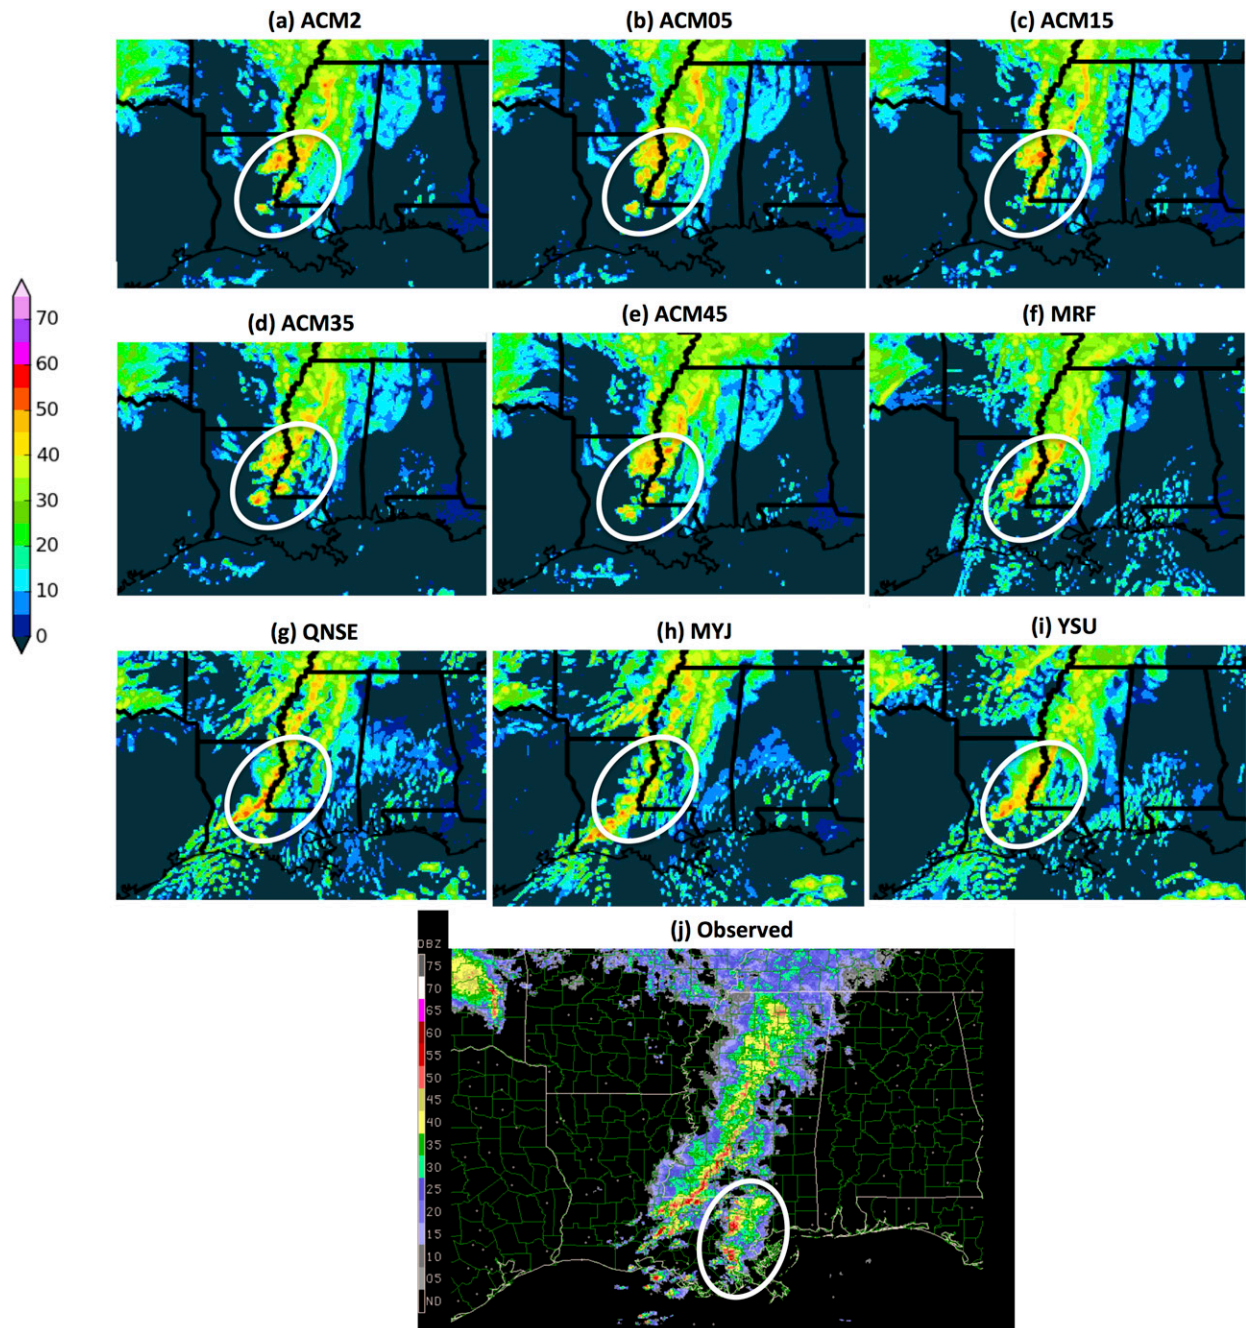 (a) ACM2
(b) ACM05
(c) ACM15
70
60
50
40
30
20
10
0
(d) ACM35
(e) ACM45
(f) MRF
(g) QNSE
(h) MYJ
(i) YSU
(j) Observed
DBZ
75
70
65
60
55
50
45
40
35
30
25
20
15
10
05
ND